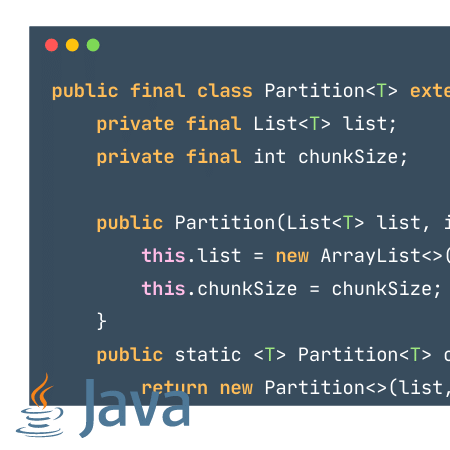 public final class Partition<T> exte
private final List<T> list;
private final int chunkSize;
public Partition(List<T> list, i
this.list = new ArrayList<>(
this.chunkSize = chunkSize;
}
public static <T> Partition<T> o
return new Partition<>(list,
Java